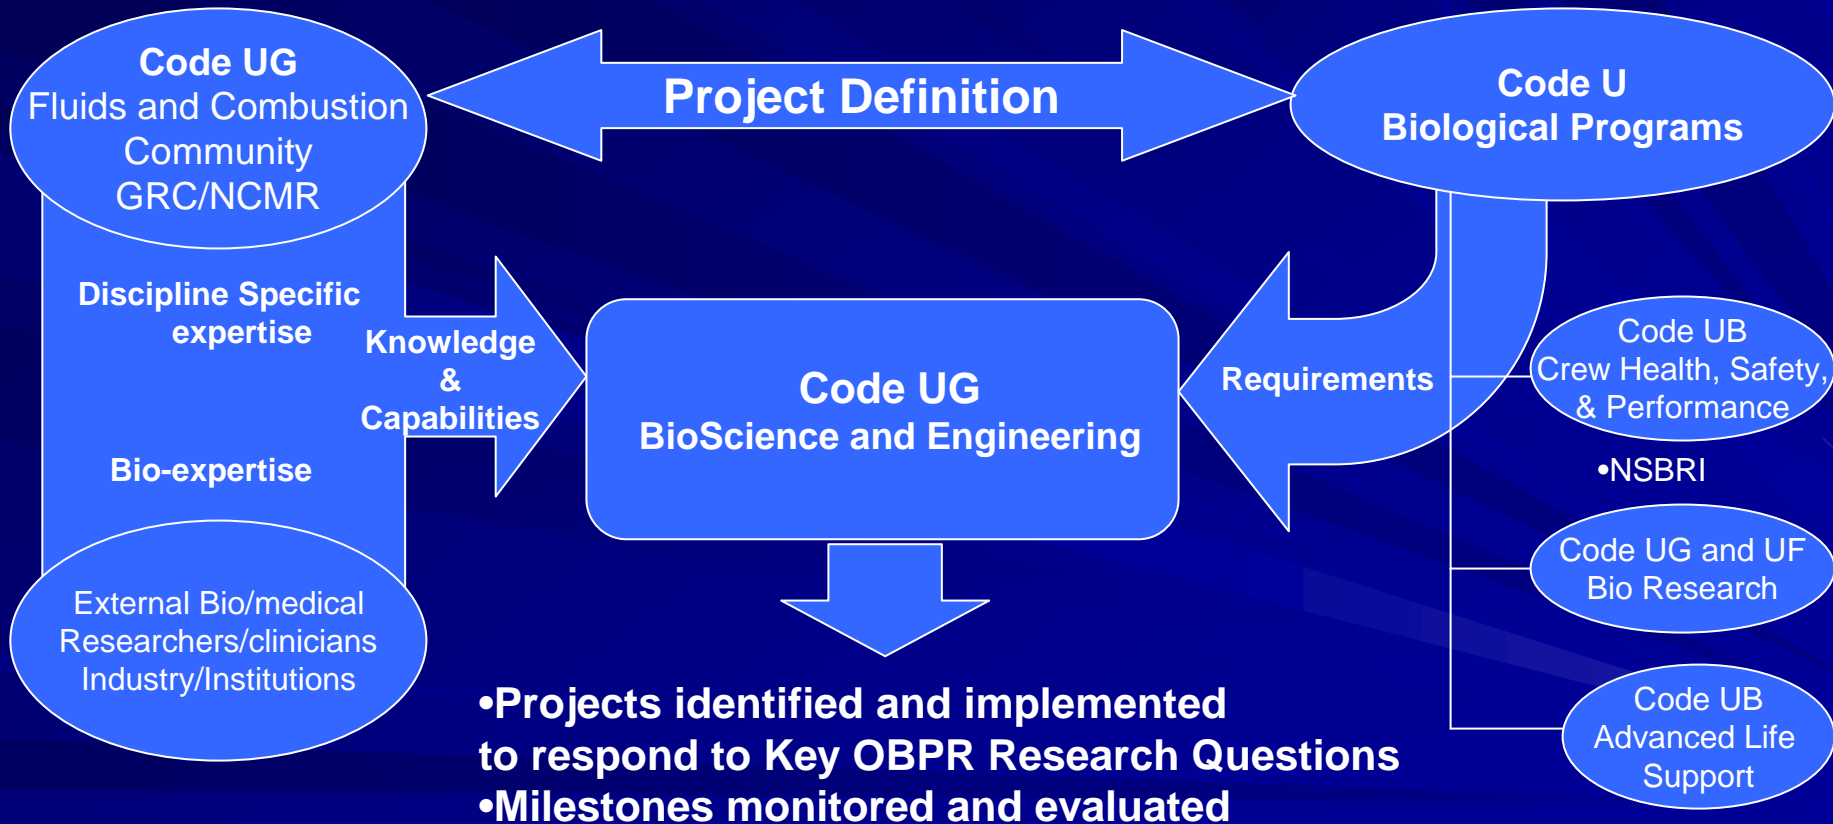 Code UG
Fluids and Combustion
Community
GRC/NCMR
Project Definition
Code U
Biological Programs
Discipline Specific
expertise
Bio-expertise
Knowledge
&
Capabilities
External Bio/medical
Researchers/clinicians
Industry/Institutions
Code UG
BioScience and Engineering
Requirements
Code UB
Crew Health, Safety,
& Performance
•NSBRI
Code UG and UF
Bio Research
Code UB
Advanced Life
Support
•Projects identified and implemented
to respond to Key OBPR Research Questions
•Milestones monitored and evaluated